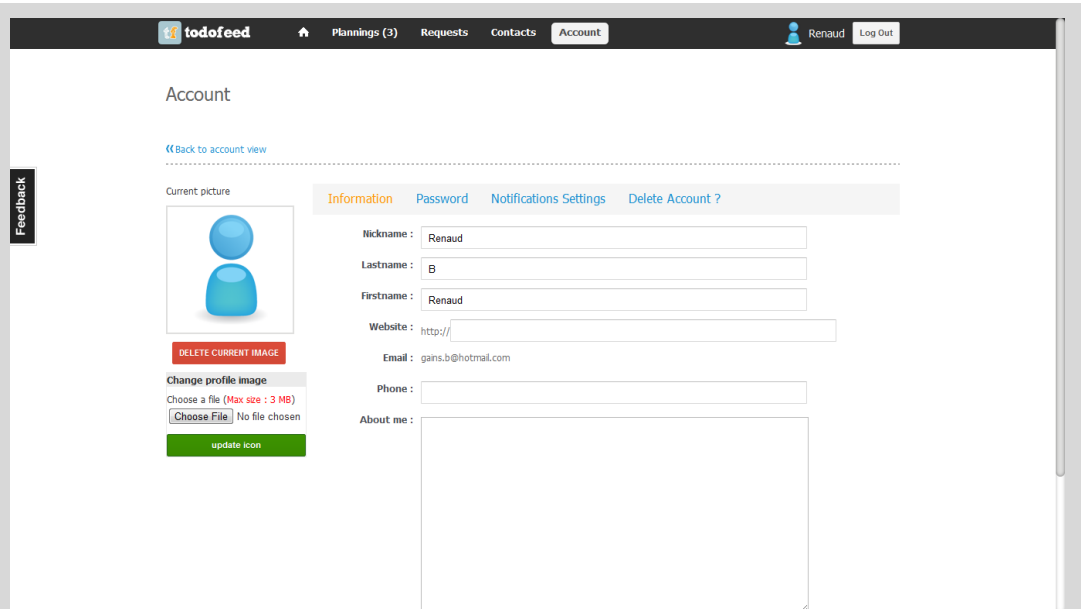 tf todofeed Plannings (3) Requests Contacts Account Renaud Log Out
Account
Back to account view
Feedback
Current picture
Information Password Notifications Settings Delete Account ?
Nickname : Renaud
Lastname : B
Firstname : Renaud
Website : http://
DELETE CURRENT IMAGE
Email : gains.b@hotmail.com
Change profile image
Phone :
Choose a file (Max size : 3 MB)
Choose File No file chosen
About me :
update icon